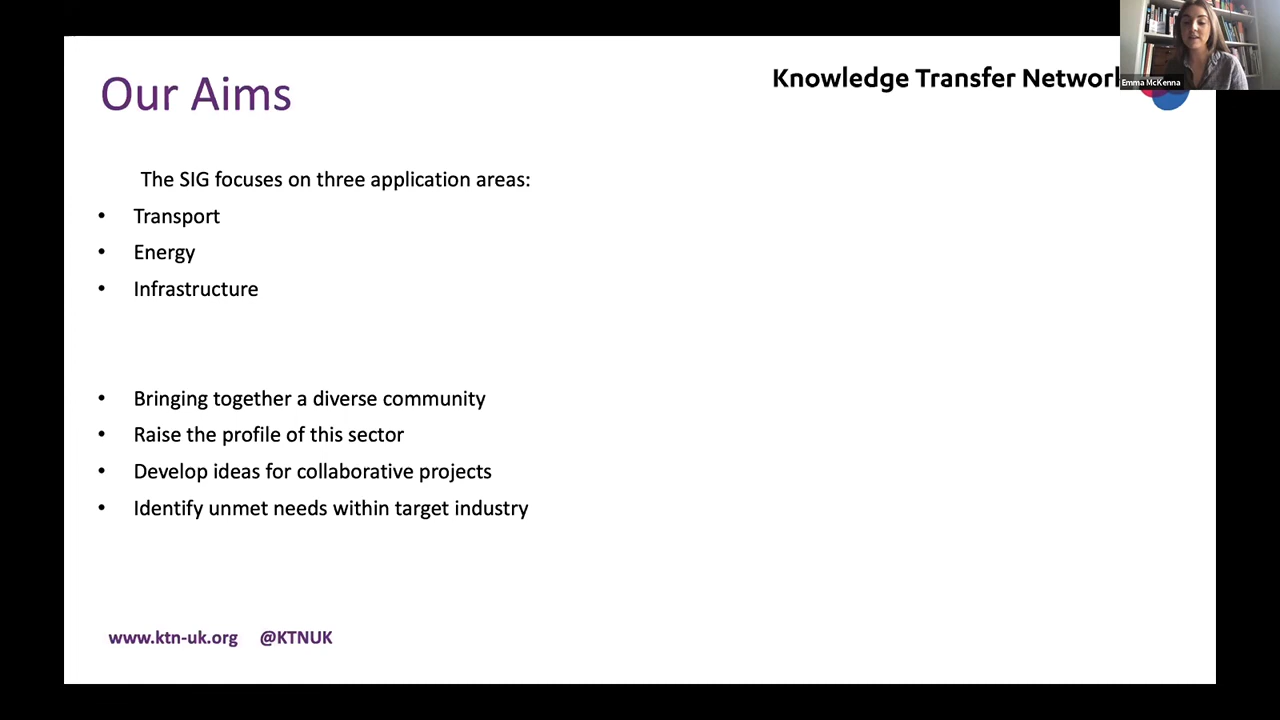 Our Aims
Knowledge Transfer Network
Emma McKenna
The SIG focuses on three application areas:
• Transport
• Energy
• Infrastructure
• Bringing together a diverse community
• Raise the profile of this sector
• Develop ideas for collaborative projects
• Identify unmet needs within target industry
www.ktn-uk.org @KTNUK